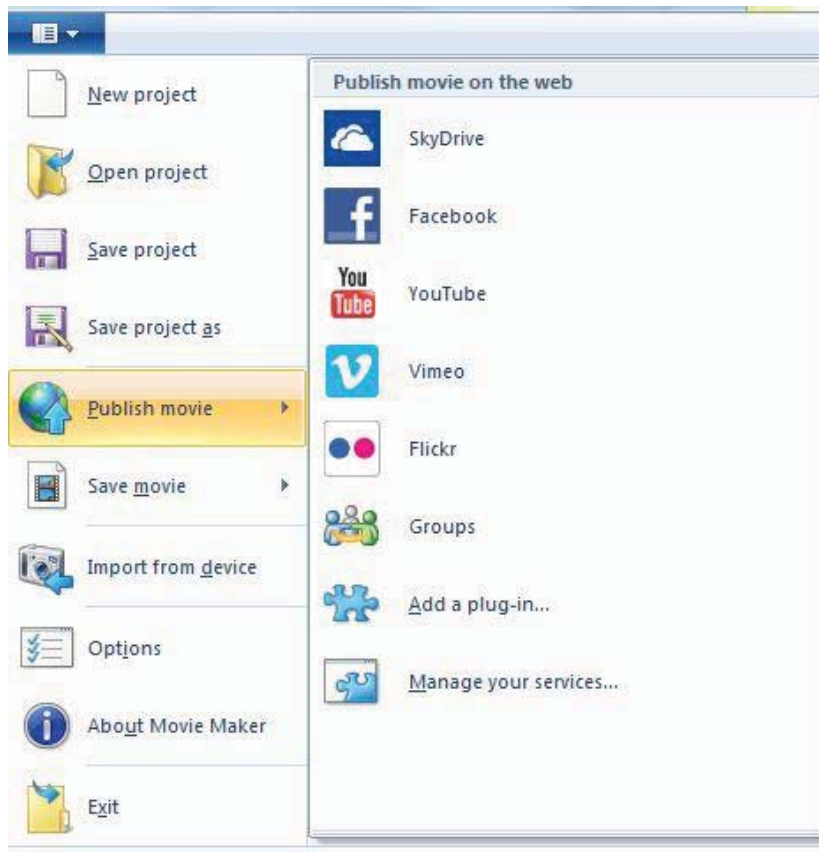 New project
Open project
Save project
Save project as
Publish movie
Save movie
Import from device
Options
About Movie Maker
Exit
Publish movie on the web
SkyDrive
Facebook
You
Tube
YouTube
Vimeo
Flickr
Groups
Add a plug-in...
Manage your services...